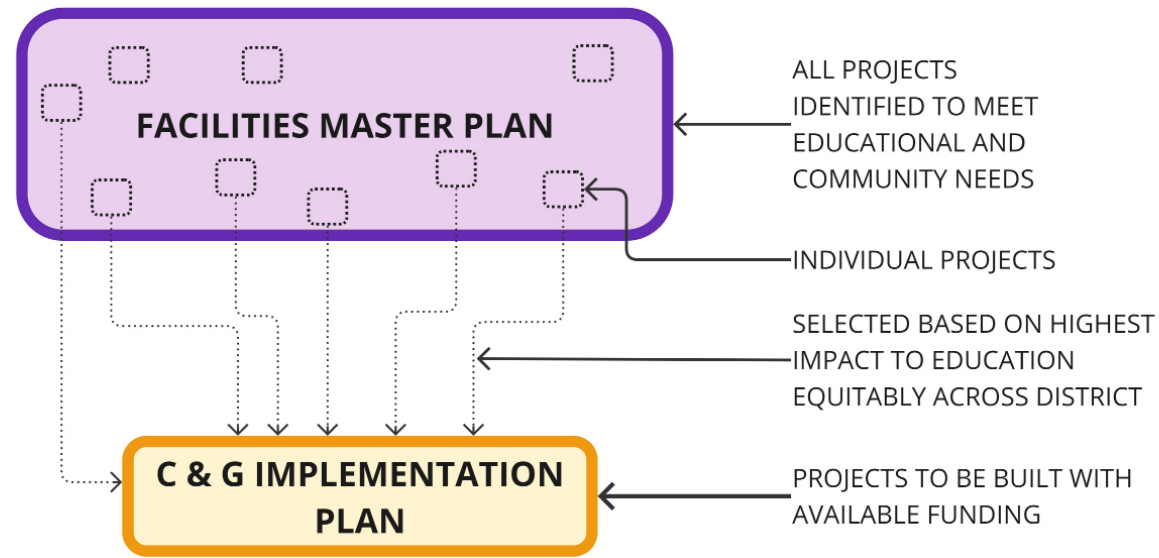 FACILITIES MASTER PLAN
ALL PROJECTS
IDENTIFIED TO MEET
EDUCATIONAL AND
COMMUNITY NEEDS
INDIVIDUAL PROJECTS
SELECTED BASED ON HIGHEST
IMPACT TO EDUCATION
EQUITABLY ACROSS DISTRICT
C & G IMPLEMENTATION
PLAN
PROJECTS TO BE BUILT WITH
AVAILABLE FUNDING